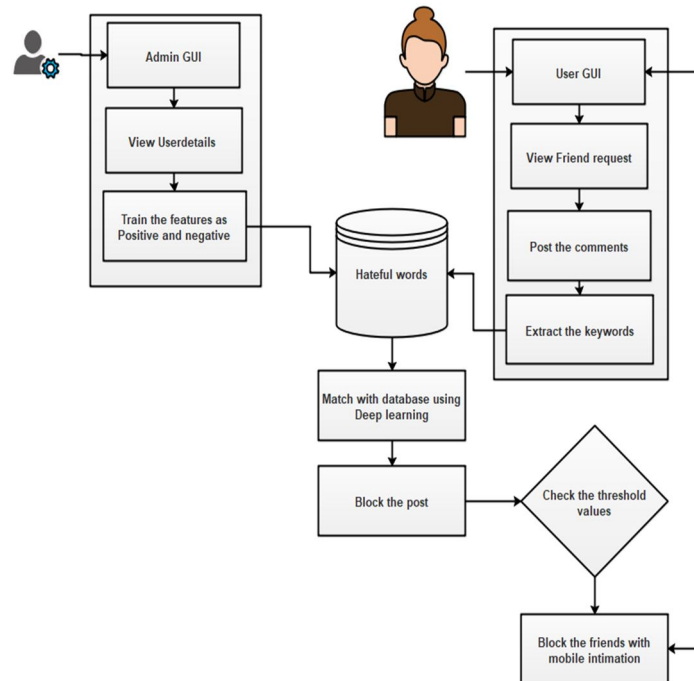 Admin GUI
View Userdetails
Train the features as
Positive and negative
User GUI
View Friend request
Post the comments
Extract the keywords
Hateful words
Match with database using
Deep learning
Block the post
Check the threshold
values
Block the friends with
mobile intimation